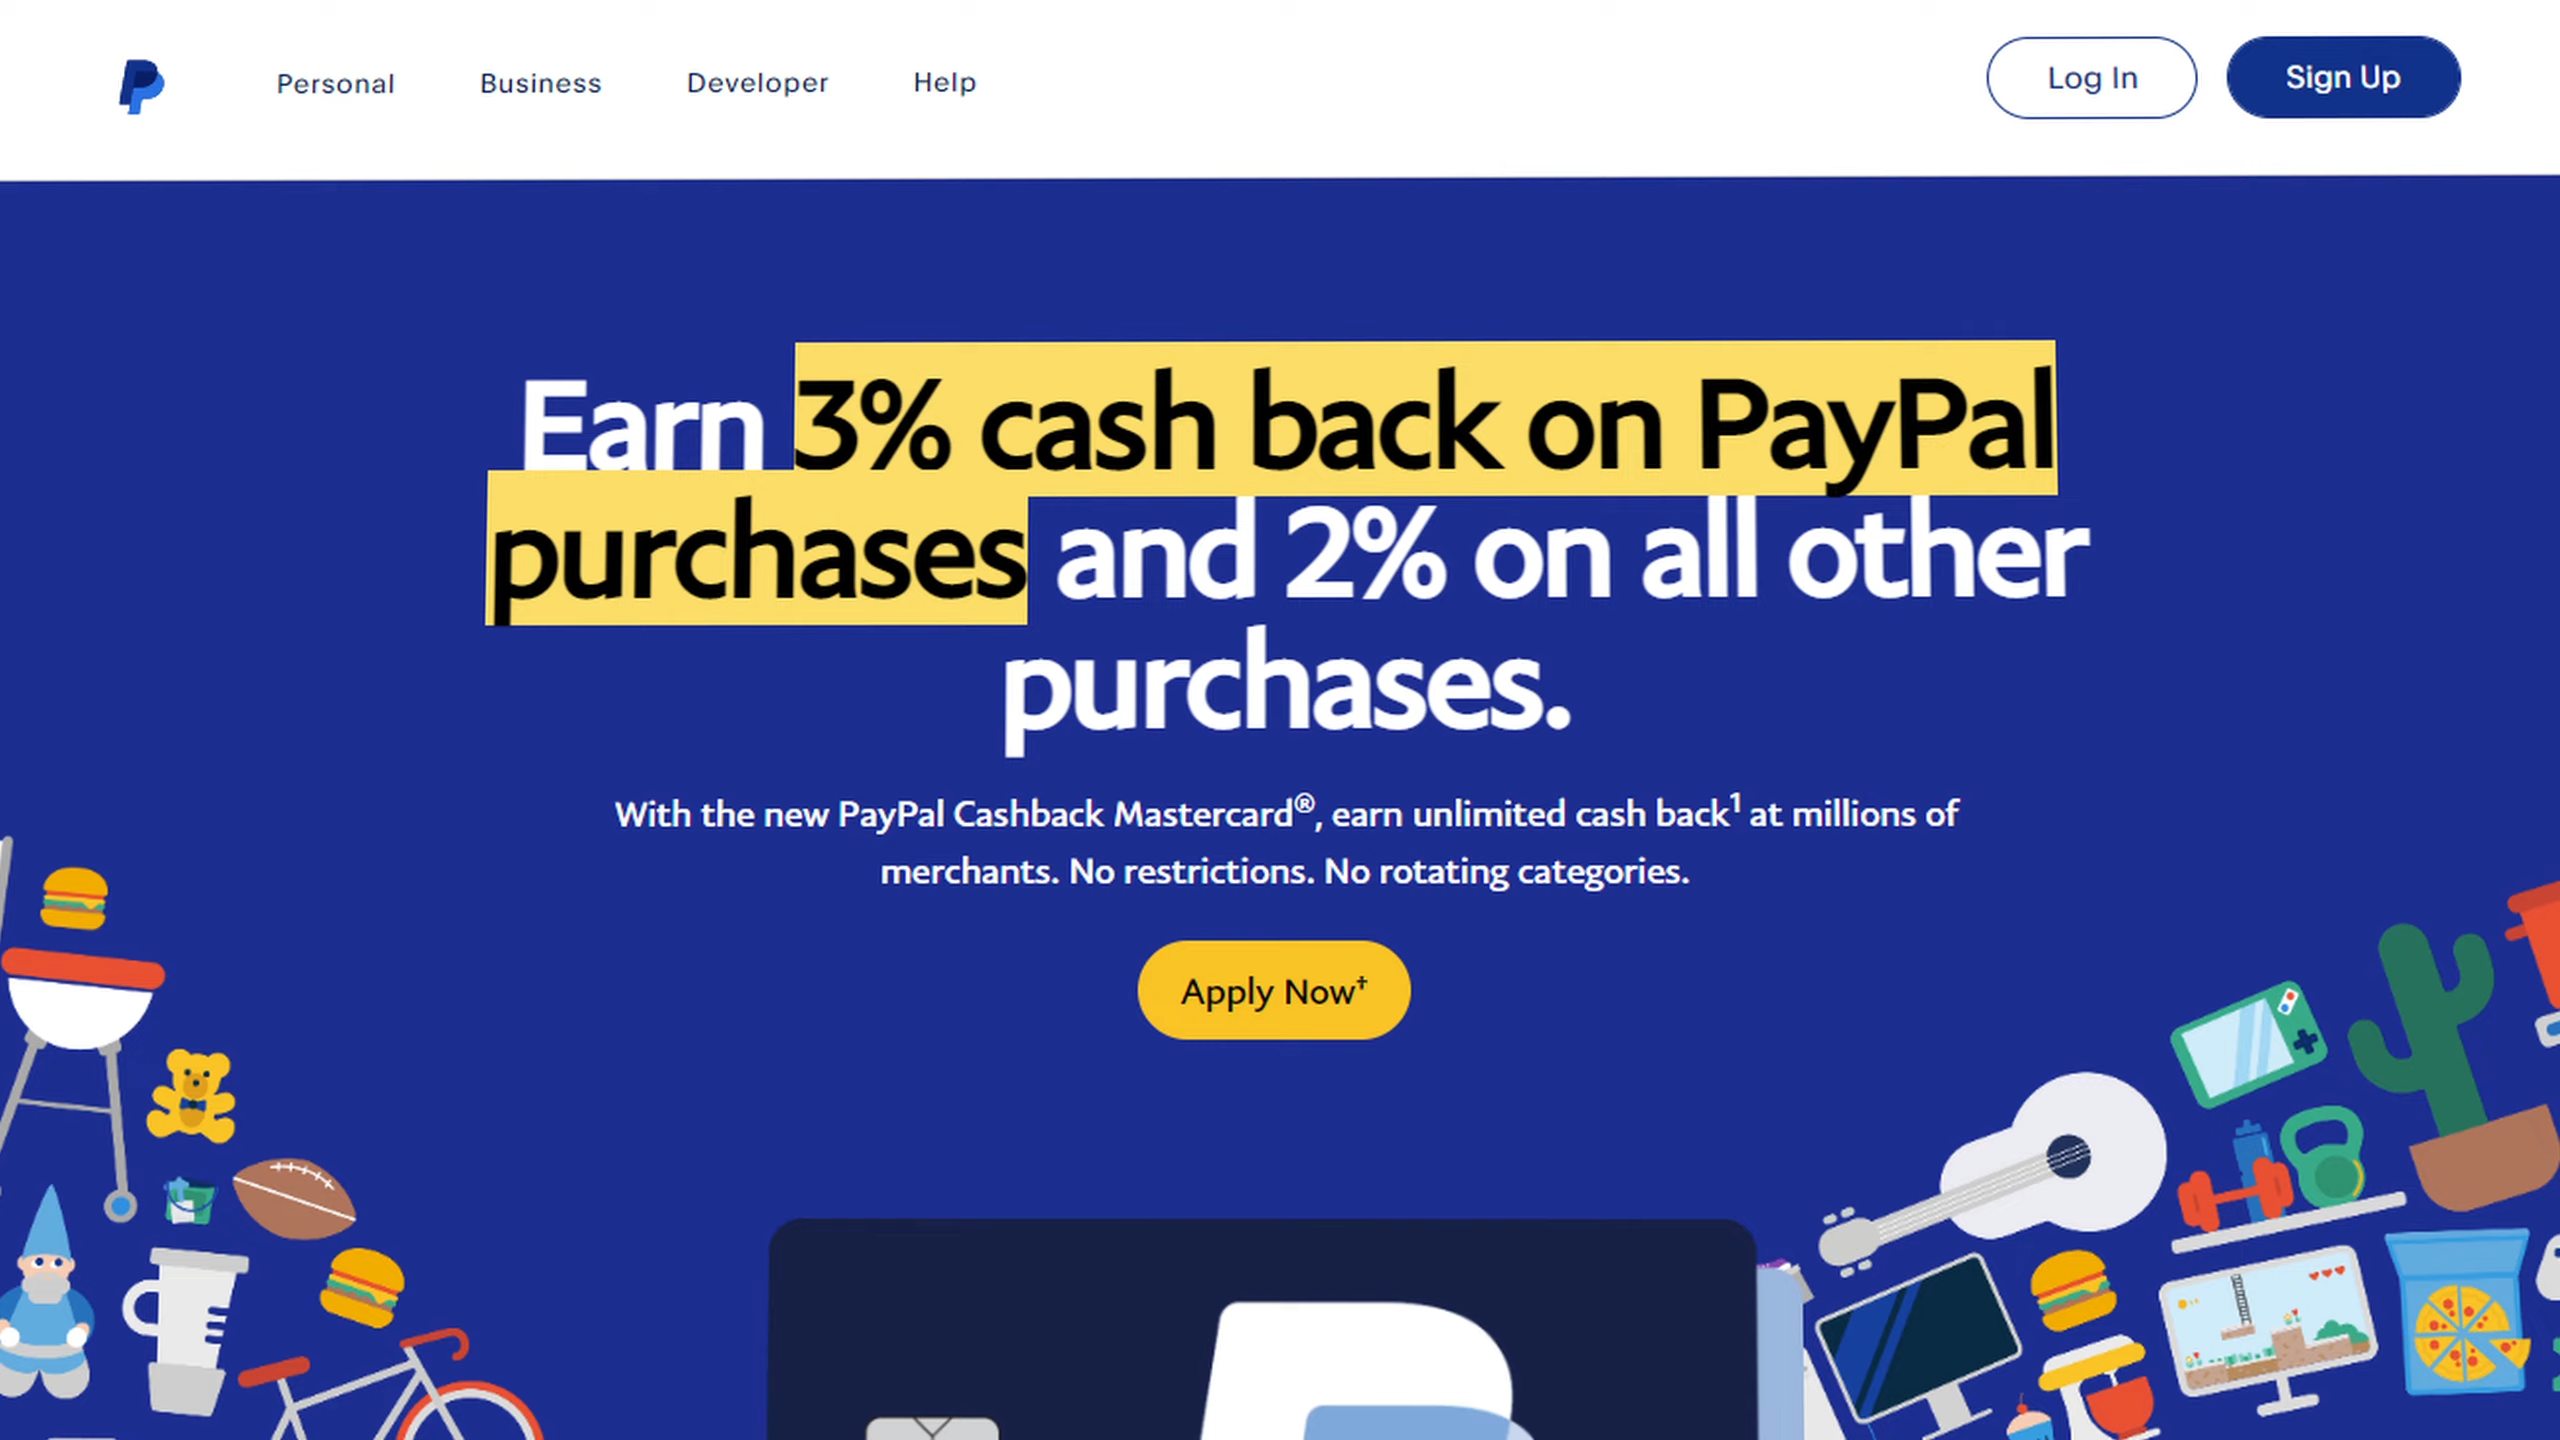 Personal Business Developer Help Log In Sign Up
Earn 3% cash back on PayPal
purchases and 2% on all other
purchases.
With the new PayPal Cashback Mastercard®, earn unlimited cash back¹ at millions of
merchants. No restrictions. No rotating categories.
Apply Now†